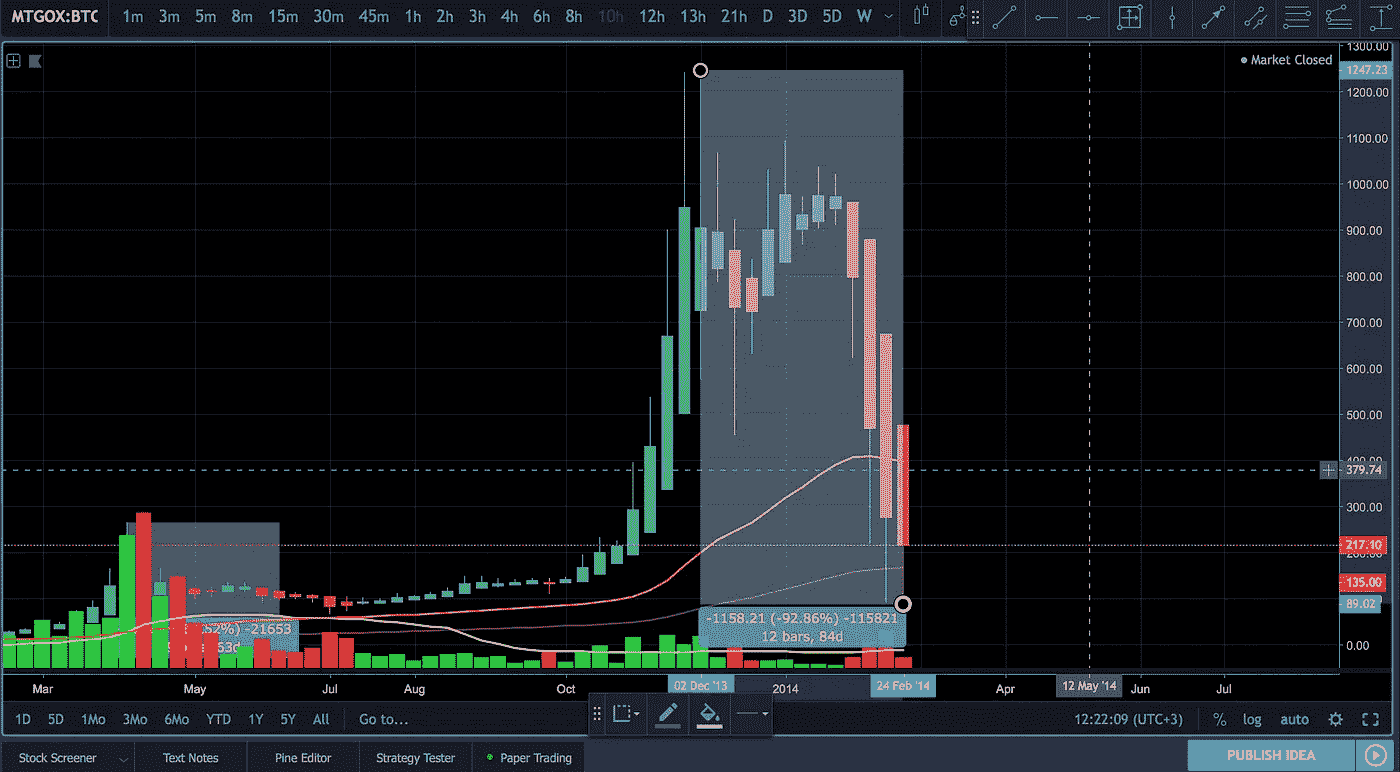 MTGOX:BTC 1m 3m 5m 8m 15m 30m 45m 1h 2h 3h 4h 6h 8h 10h 12h 13h 21h D 3D 5D W
Market Closed
1300.00
1247.23
1200.00
1100.00
1000.00
900.00
800.00
700.00
600.00
500.00
400.00
379.74
300.00
217.10
200.00
135.00
89.02
0.00
-21653
-1158.21 (-92.86%) -115821
12 bars, 84d
Mar May Jul Aug Oct 02 Dec '13 2014 24 Feb '14 Apr 12 May '14 Jun Jul
1D 5D 1Mo 3Mo 6Mo YTD 1Y 5Y All Go to... 12:22:09 (UTC+3) % log auto
Stock Screener Text Notes Pine Editor Strategy Tester Paper Trading PUBLISH IDEA